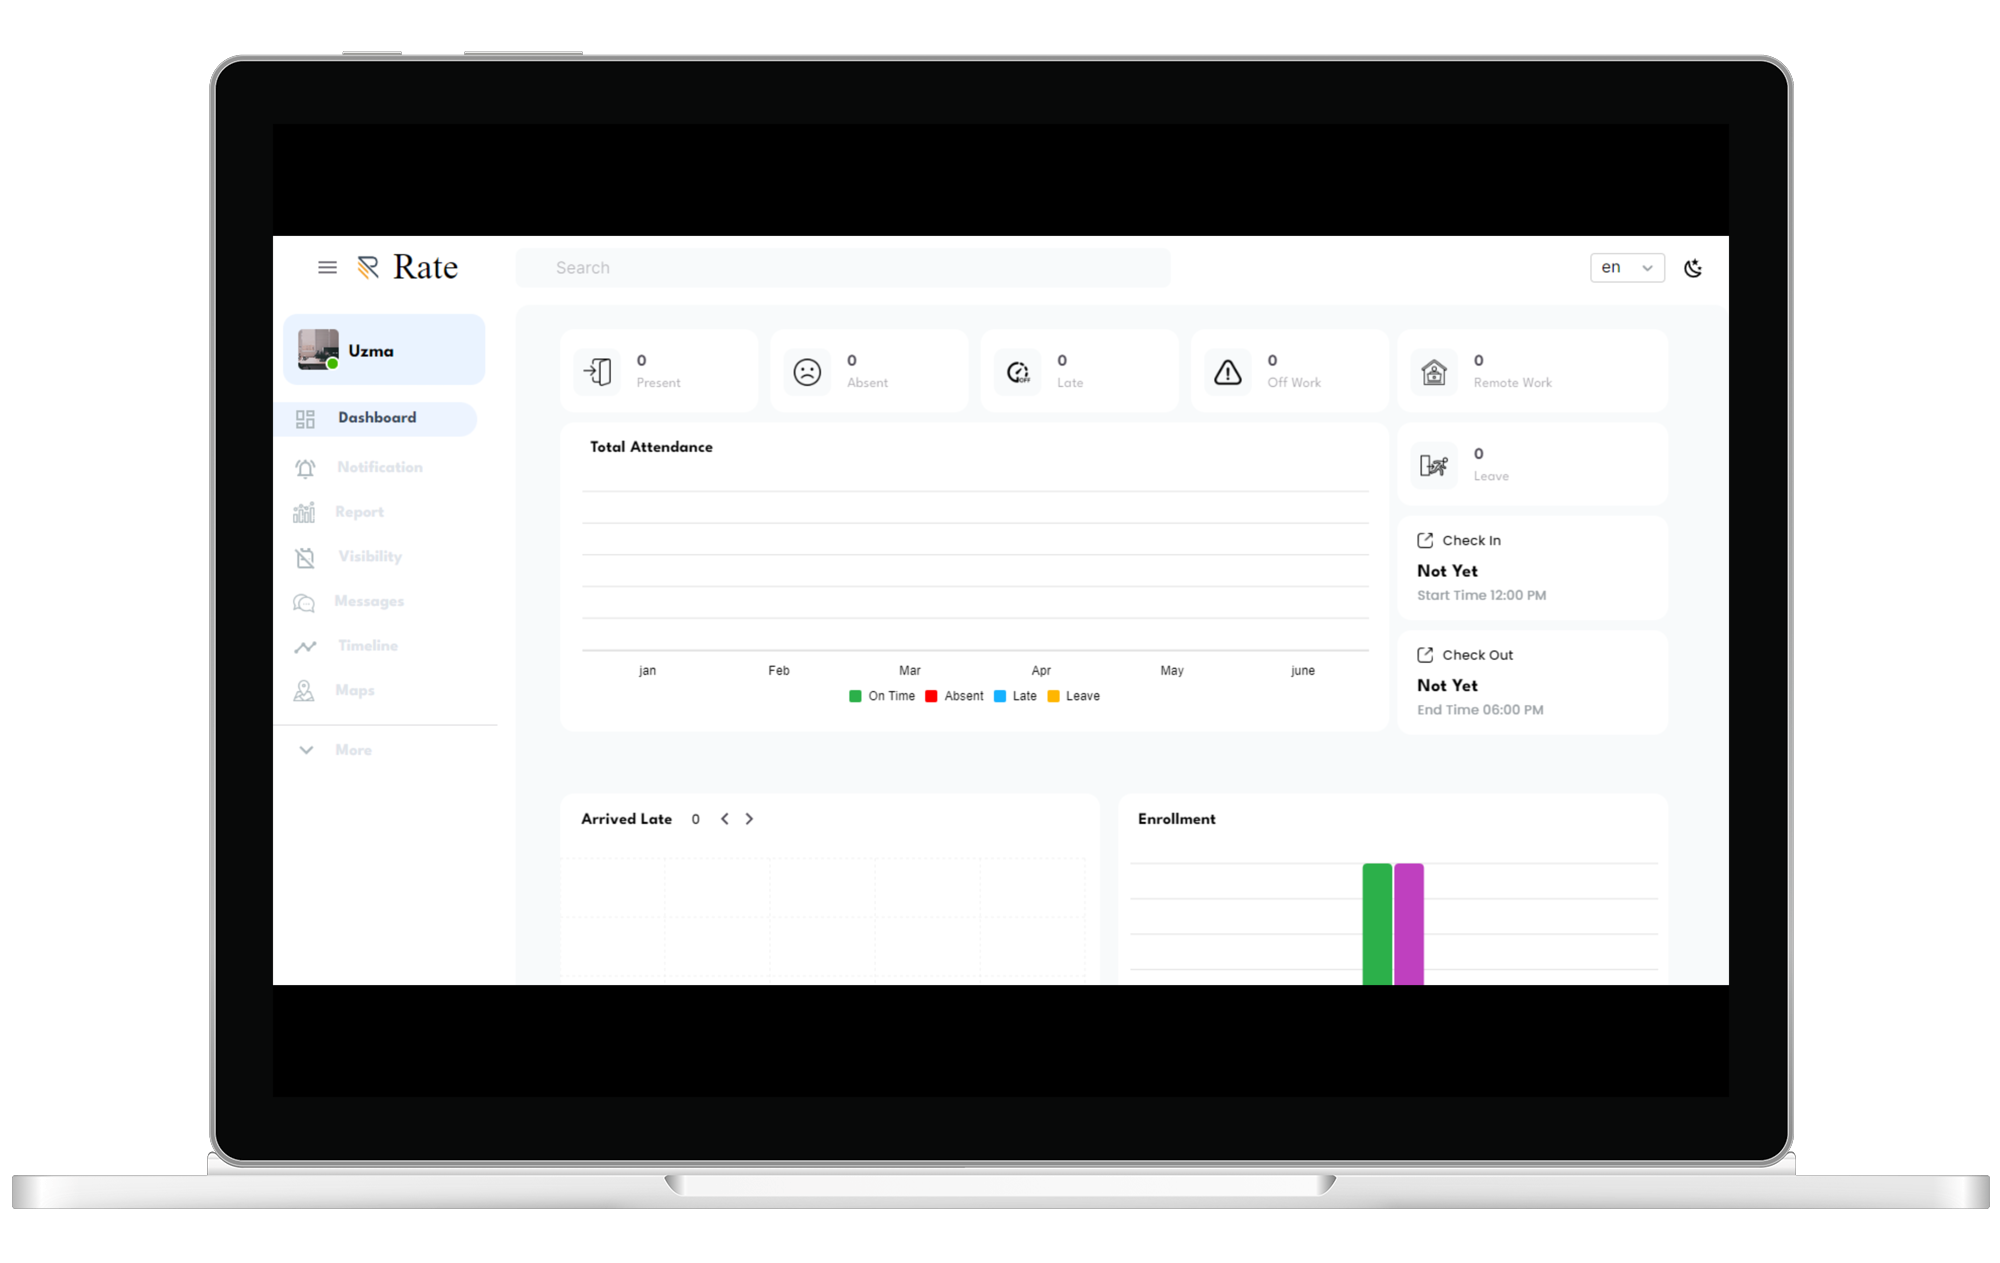 Rate
Search
en
Uzma
Dashboard
Notification
Report
Visibility
Messages
Timeline
Maps
More
0
Present
0
Absent
0
Late
OFF
0
Off Work
0
Remote Work
Total Attendance
jan Feb Mar Apr May june
On Time Absent Late Leave
0
Leave
Check In
Not Yet
Start Time 12:00 PM
Check Out
Not Yet
End Time 06:00 PM
Arrived Late 0
Enrollment